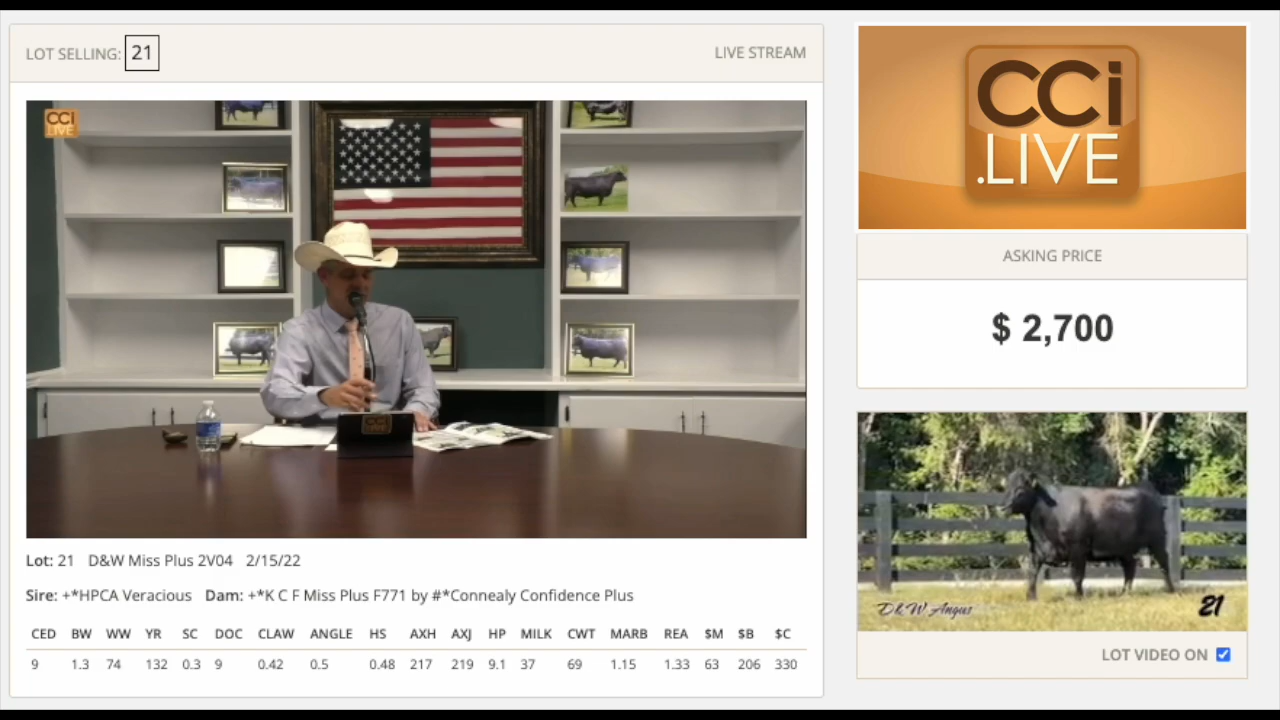 LOT SELLING: 21
LIVE STREAM
CCi
LIVE
CCi
LIVE
Lot: 21 D&W Miss Plus 2V04 2/15/22
Sire: +*HPCA Veracious Dam: +*K C F Miss Plus F771 by #*Connealy Confidence Plus
CED BW WW YR SC DOC CLAW ANGLE HS AXH AXJ HP MILK CWT MARB REA $M $B $C
9 1.3 74 132 0.3 9 0.42 0.5 0.48 217 219 9.1 37 69 1.15 1.33 63 206 330
CCi
.LIVE
ASKING PRICE
$ 2,700
D&W Angus
21
LOT VIDEO ON